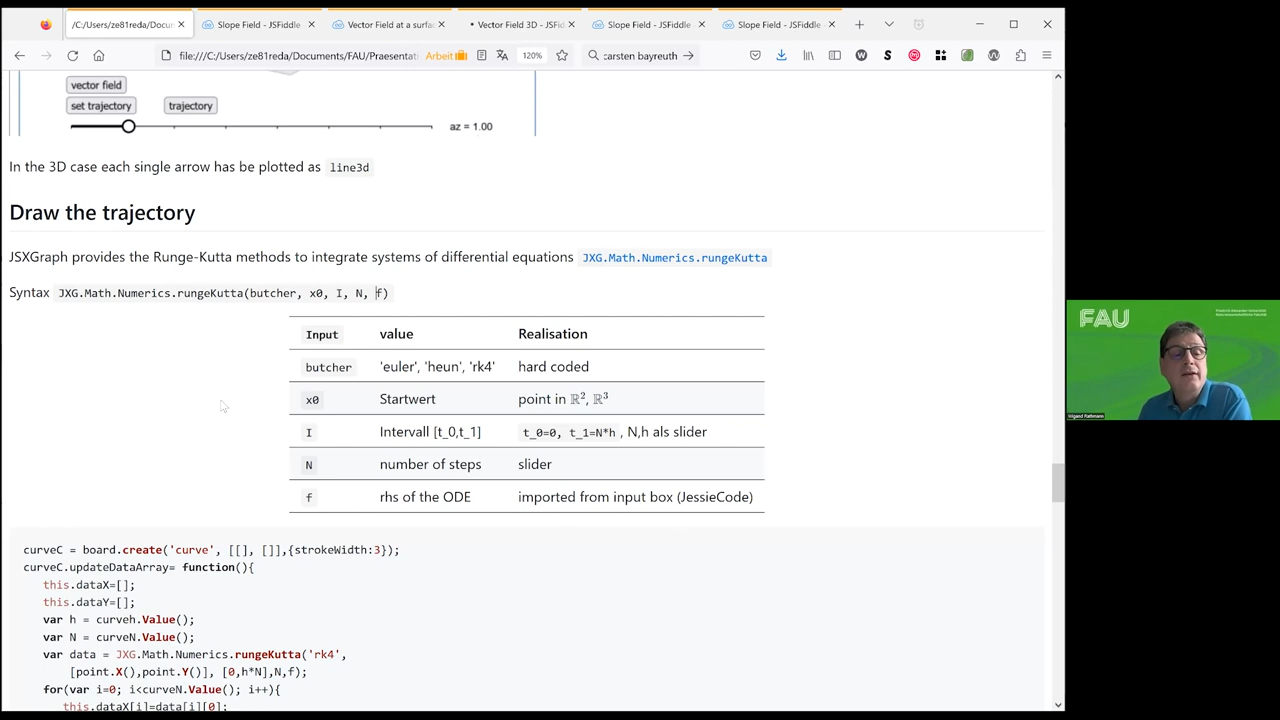 /C:/Users/ze81reda/Docu
Slope Field - JSFiddle
Vector Field at a surfa
Vector Field 3D - JSFi
Slope Field - JSFiddle
Slope Field - JSFiddle
file:///C:/Users/ze81reda/Documents/FAU/Praesentati
Arbeit
120%
carsten bayreuth
vector field
set trajectory
trajectory
az = 1.00
In the 3D case each single arrow has be plotted as line3d
Draw the trajectory
JSXGraph provides the Runge-Kutta methods to integrate systems of differential equations JXG.Math.Numerics.rungeKutta
Syntax JXG.Math.Numerics.rungeKutta(butcher, x0, I, N, f)
Input value Realisation
butcher 'euler', 'heun', 'rk4' hard coded
x0 Startwert point in ℝ², ℝ³
I Intervall [t_0,t_1] t_0=0, t_1=N*h , N,h als slider
N number of steps slider
f rhs of the ODE imported from input box (JessieCode)
curveC = board.create('curve', [[], []],{strokeWidth:3});
curveC.updateDataArray= function(){
this.dataX=[];
this.dataY=[];
var h = curveh.Value();
var N = curveN.Value();
var data = JXG.Math.Numerics.rungeKutta('rk4',
[point.X(),point.Y()], [0,h*N],N,f);
for(var i=0; i<curveN.Value(); i++){
this.dataX[i]=data[i][0];
FAU